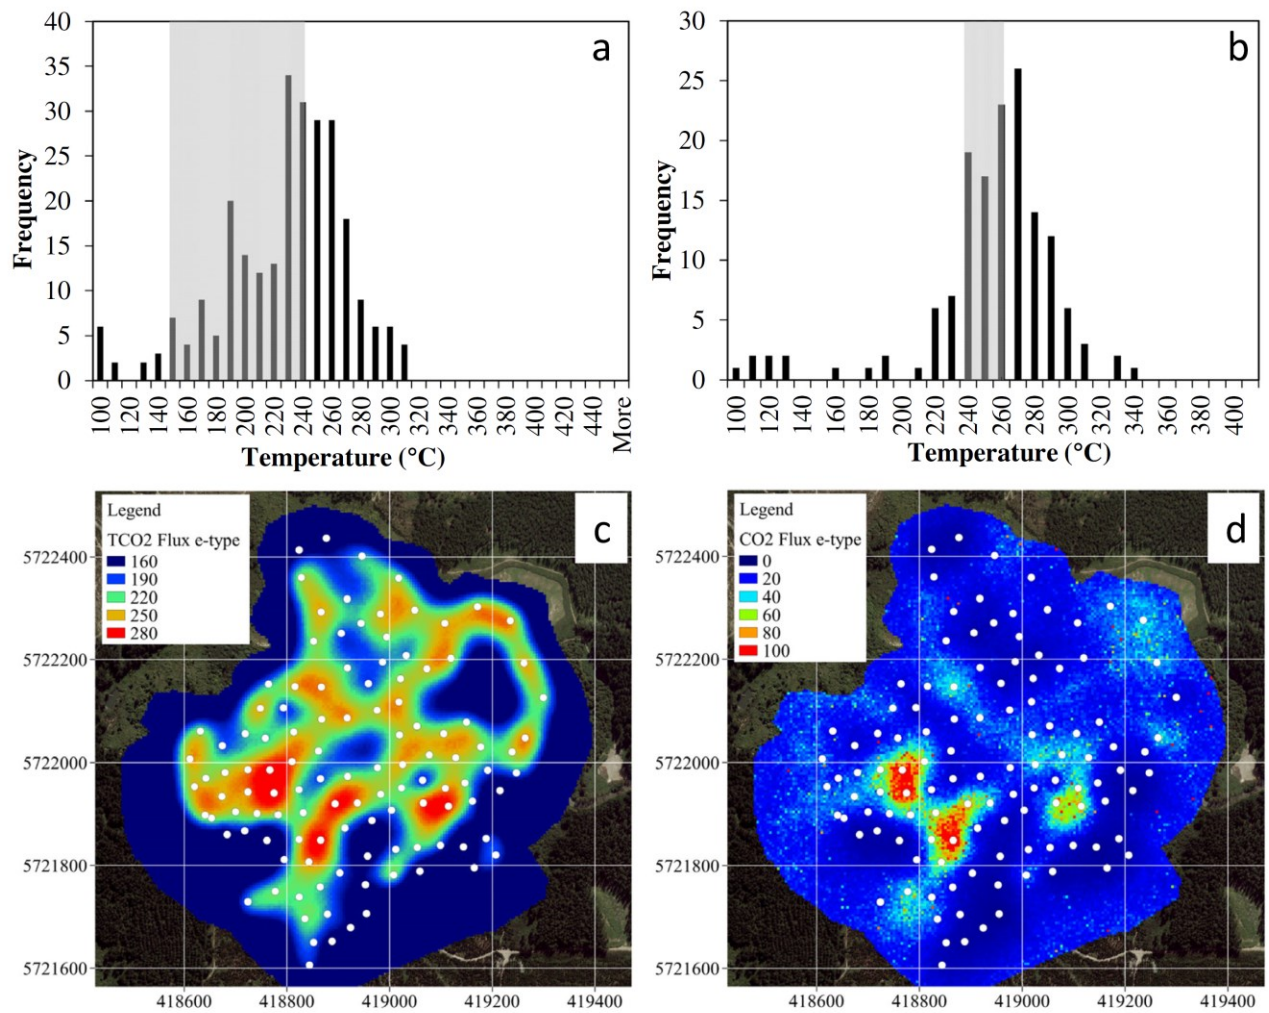 a
40
35
30
25
20
15
10
5
0
Frequency
100 120 140 160 180 200 220 240 260 280 300 320 340 360 380 400 420 440 More
Temperature (°C)
b
30
25
20
15
10
5
0
Frequency
100 120 140 160 180 200 220 240 260 280 300 320 340 360 380 400
Temperature (°C)
c
Legend
TCO2 Flux e-type
160
190
220
250
280
5722400
5722200
5722000
5721800
5721600
418600 418800 419000 419200 419400
d
Legend
CO2 Flux e-type
0
20
40
60
80
100
5722400
5722200
5722000
5721800
5721600
418600 418800 419000 419200 419400